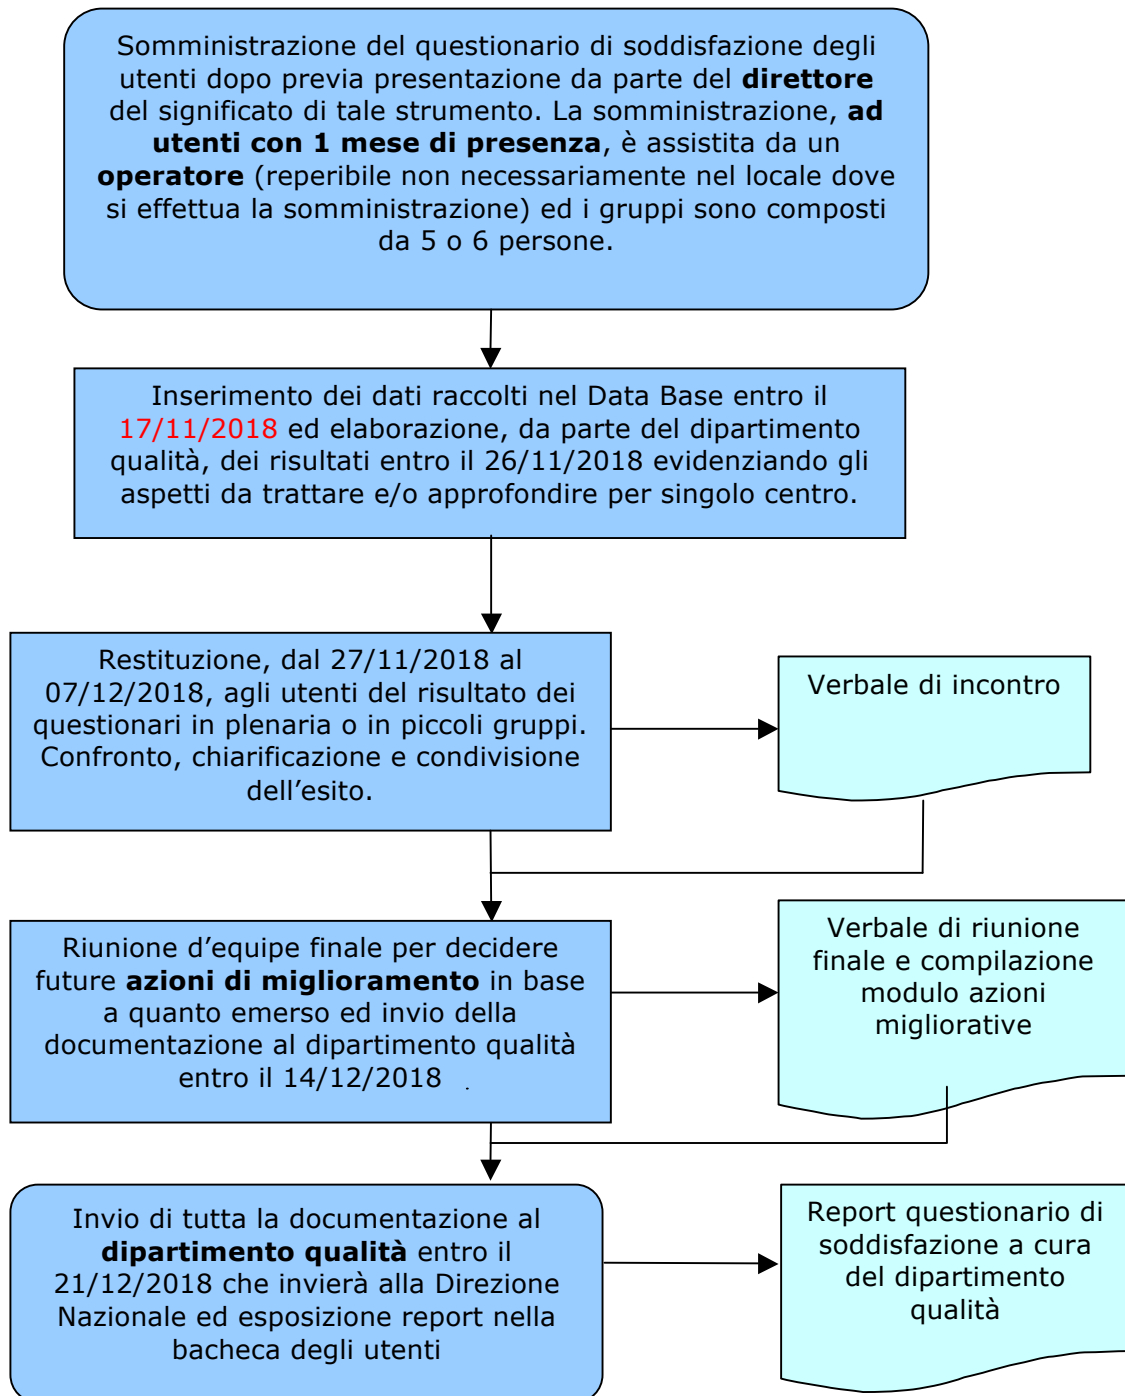 Somministrazione del questionario di soddisfazione degli
utenti dopo previa presentazione da parte del direttore
del significato di tale strumento. La somministrazione, ad
utenti con 1 mese di presenza, è assistita da un
operatore (reperibile non necessariamente nel locale dove
si effettua la somministrazione) ed i gruppi sono composti
da 5 o 6 persone.
Inserimento dei dati raccolti nel Data Base entro il
17/11/2018 ed elaborazione, da parte del dipartimento
qualità, dei risultati entro il 26/11/2018 evidenziando gli
aspetti da trattare e/o approfondire per singolo centro.
Restituzione, dal 27/11/2018 al
07/12/2018, agli utenti del risultato dei
questionari in plenaria o in piccoli gruppi.
Confronto, chiarificazione e condivisione
dell’esito.
Verbale di incontro
Riunione d’equipe finale per decidere
future azioni di miglioramento in base
a quanto emerso ed invio della
documentazione al dipartimento qualità
entro il 14/12/2018 .
Verbale di riunione
finale e compilazione
modulo azioni
migliorative
Invio di tutta la documentazione al
dipartimento qualità entro il
21/12/2018 che invierà alla Direzione
Nazionale ed esposizione report nella
bacheca degli utenti
Report questionario di
soddisfazione a cura
del dipartimento
qualità